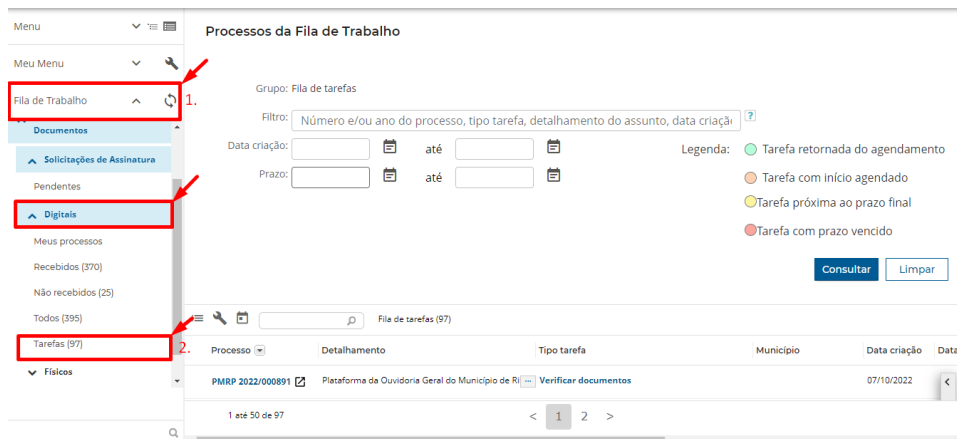 Menu
Meu Menu
Fila de Trabalho
1.
Documentos
Solicitações de Assinatura
Pendentes
Digitais
Meus processos
Recebidos (370)
Não recebidos (25)
Todos (395)
Tarefas (97)
2.
Físicos
Processos da Fila de Trabalho
Grupo: Fila de tarefas
Filtro: Número e/ou ano do processo, tipo tarefa, detalhamento do assunto, data criaçã ?
Data criação: até
Prazo: até
Legenda: Tarefa retornada do agendamento
Tarefa com início agendado
Tarefa próxima ao prazo final
Tarefa com prazo vencido
Consultar Limpar
Fila de tarefas (97)
Processo Detalhamento Tipo tarefa Município Data criação Data
PMRP 2022/000891 Plataforma da Ouvidoria Geral do Município de Ri ... Verificar documentos 07/10/2022
1 até 50 de 97 < 1 2 >